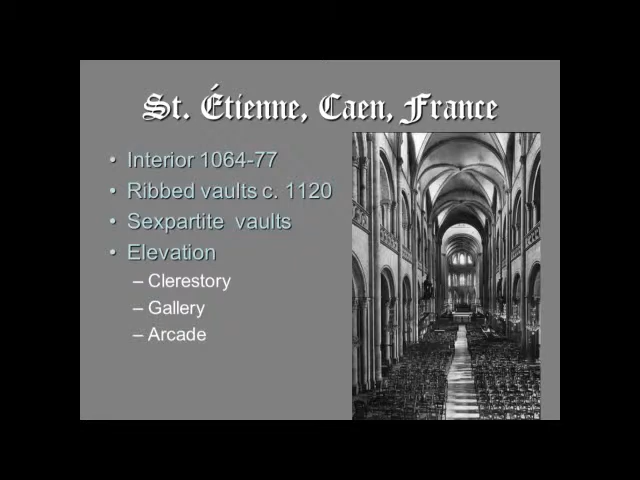 St. Étienne, Caen, France
• Interior 1064-77
• Ribbed vaults c. 1120
• Sexpartite vaults
• Elevation
– Clerestory
– Gallery
– Arcade